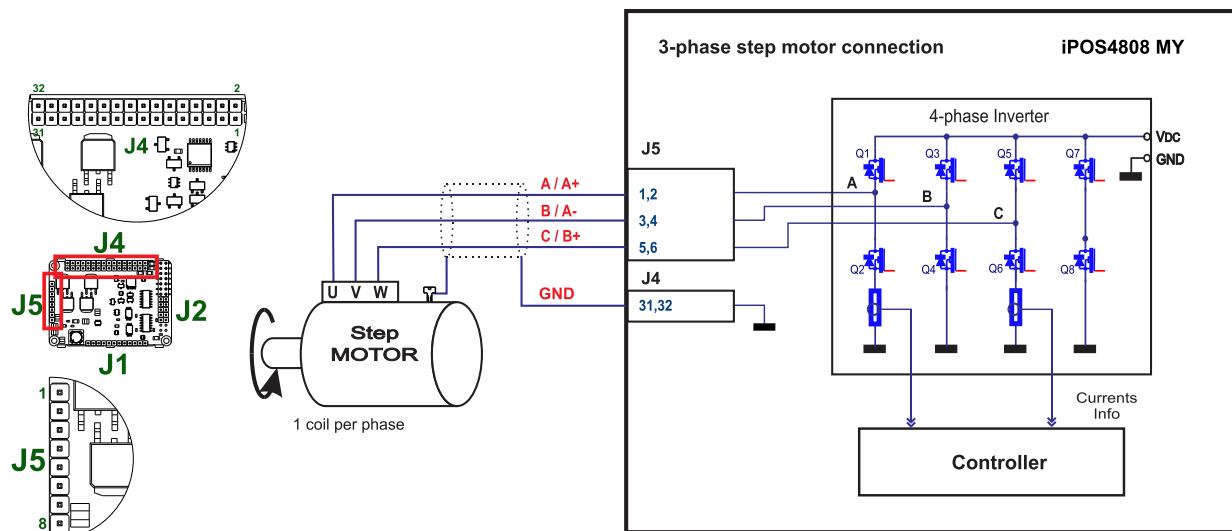 3-phase step motor connection
iPOS4808 MY
32
2
31
1
J4
J4
J5
J2
J1
1
J5
8
A / A+
B / A-
C / B+
GND
U V W
Step
MOTOR
1 coil per phase
J5
1,2
3,4
5,6
J4
31,32
4-phase Inverter
VDC
GND
Q1
Q3
Q5
Q7
A
B
C
Q2
Q4
Q6
Q8
Currents
Info
Controller